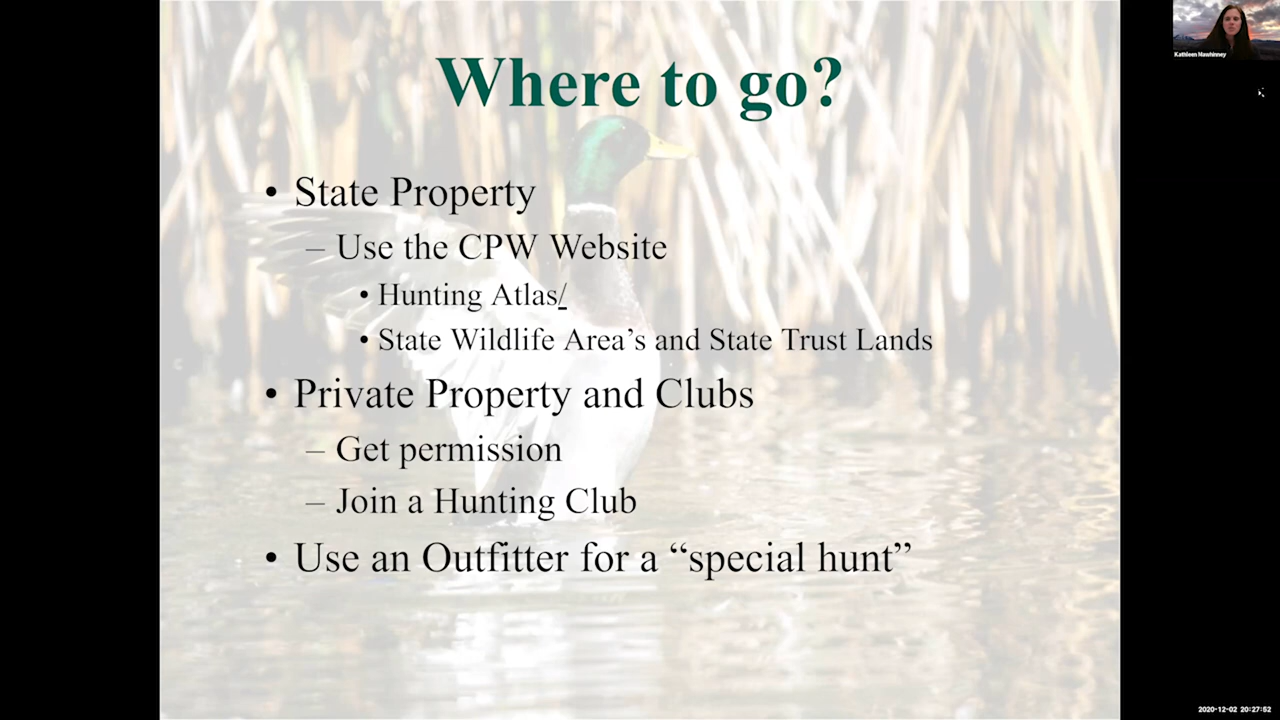 Where to go?
• State Property
– Use the CPW Website
• Hunting Atlas/
• State Wildlife Area’s and State Trust Lands
• Private Property and Clubs
– Get permission
– Join a Hunting Club
• Use an Outfitter for a “special hunt”
Kathleen Mawhinney
2020-12-02 20:27:52